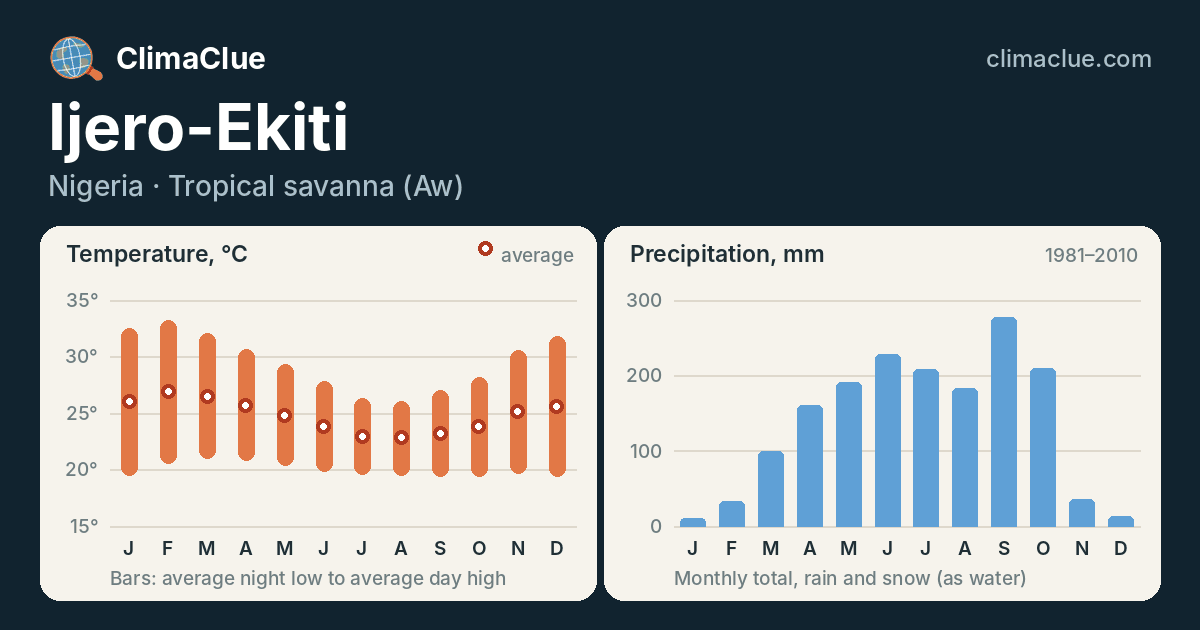 ClimaClue
climaclue.com
Ijero-Ekiti
Nigeria · Tropical savanna (Aw)
Temperature, °C
average
35°
30°
25°
20°
15°
J F M A M J J A S O N D
Bars: average night low to average day high
Precipitation, mm
1981–2010
300
200
100
0
J F M A M J J A S O N D
Monthly total, rain and snow (as water)